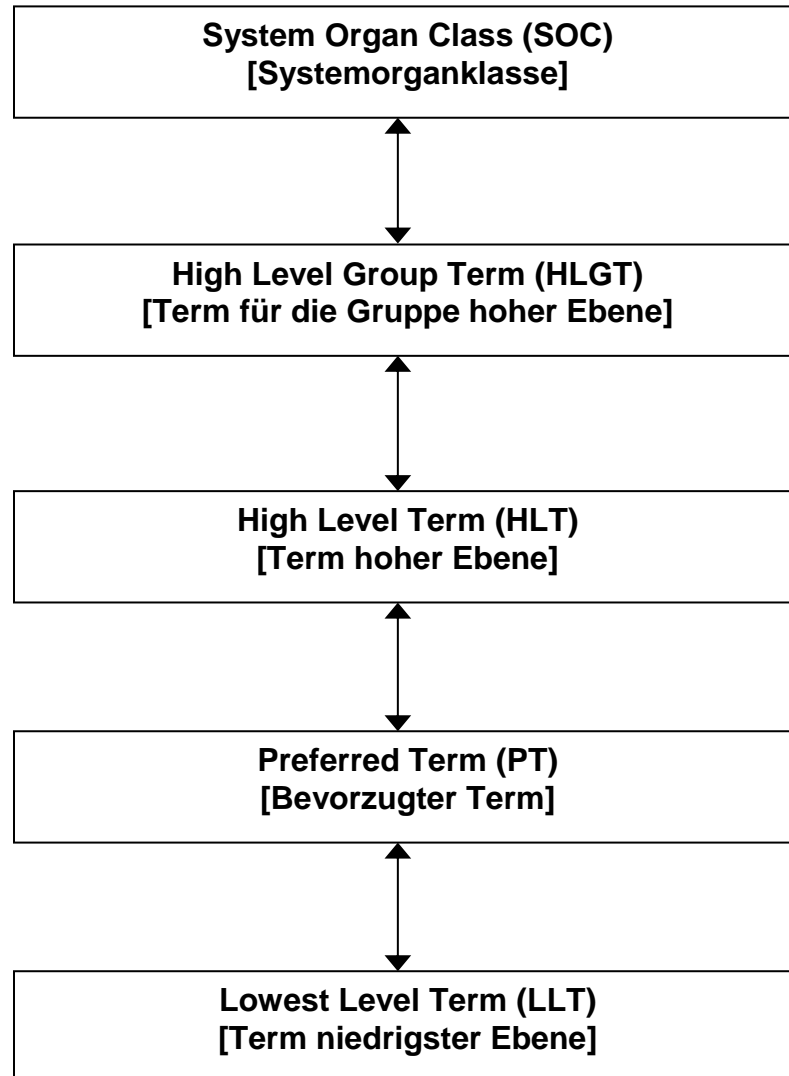 System Organ Class (SOC)
[Systemorganklasse]
High Level Group Term (HLGT)
[Term für die Gruppe hoher Ebene]
High Level Term (HLT)
[Term hoher Ebene]
Preferred Term (PT)
[Bevorzugter Term]
Lowest Level Term (LLT)
[Term niedrigster Ebene]